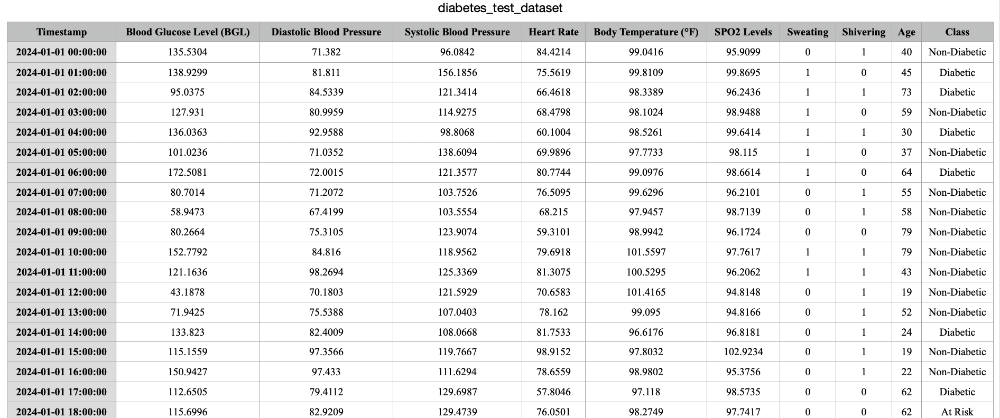 diabetes_test_dataset
Timestamp Blood Glucose Level (BGL) Diastolic Blood Pressure Systolic Blood Pressure Heart Rate Body Temperature (°F) SPO2 Levels Sweating Shivering Age Class
2024-01-01 00:00:00 135.5304 71.382 96.0842 84.4214 99.0416 95.9099 0 1 40 Non-Diabetic
2024-01-01 01:00:00 138.9299 81.811 156.1856 75.5619 99.8109 99.8695 1 0 45 Diabetic
2024-01-01 02:00:00 95.0375 84.5339 121.3414 66.4618 98.3389 96.2436 1 1 73 Diabetic
2024-01-01 03:00:00 127.931 80.9959 114.9275 68.4798 98.1024 98.9488 1 0 59 Non-Diabetic
2024-01-01 04:00:00 136.0363 92.9588 98.8068 60.1004 98.5261 99.6414 1 1 30 Diabetic
2024-01-01 05:00:00 101.0236 71.0352 138.6094 69.9896 97.7733 98.115 1 0 37 Non-Diabetic
2024-01-01 06:00:00 172.5081 72.0015 121.3577 80.7744 99.0976 98.6614 1 0 64 Diabetic
2024-01-01 07:00:00 80.7014 71.2072 103.7526 76.5095 99.6296 96.2101 0 1 55 Non-Diabetic
2024-01-01 08:00:00 58.9473 67.4199 103.5554 68.215 97.9457 98.7139 0 1 58 Non-Diabetic
2024-01-01 09:00:00 80.2664 75.3105 123.9074 59.3101 98.9942 96.1724 0 0 79 Non-Diabetic
2024-01-01 10:00:00 152.7792 84.816 118.9562 79.6918 101.5597 97.7617 1 1 79 Non-Diabetic
2024-01-01 11:00:00 121.1636 98.2694 125.3369 81.3075 100.5295 96.2062 1 1 43 Non-Diabetic
2024-01-01 12:00:00 43.1878 70.1803 121.5929 70.6583 101.4165 94.8148 0 1 19 Non-Diabetic
2024-01-01 13:00:00 71.9425 75.5388 107.0403 78.162 99.095 94.8166 0 1 52 Non-Diabetic
2024-01-01 14:00:00 133.823 82.4009 108.0668 81.7533 96.6176 96.8181 0 1 24 Diabetic
2024-01-01 15:00:00 115.1559 97.3566 119.7667 98.9152 97.8032 102.9234 0 1 19 Non-Diabetic
2024-01-01 16:00:00 150.9427 97.433 111.6294 78.6559 98.9802 95.3756 0 1 22 Non-Diabetic
2024-01-01 17:00:00 112.6505 79.4112 129.6987 57.8046 97.118 98.5735 0 0 62 Diabetic
2024-01-01 18:00:00 115.6996 82.9209 129.4739 76.0501 98.2749 97.7417 0 0 62 At Risk